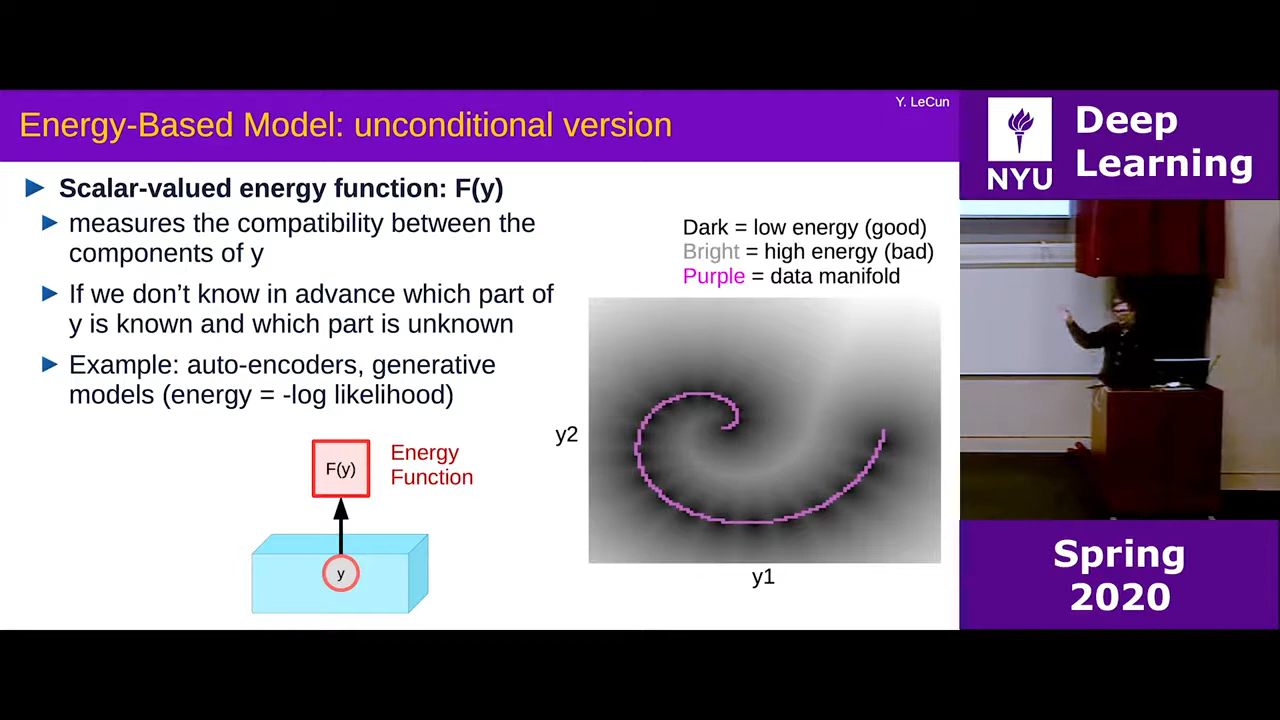 Y. LeCun
Energy-Based Model: unconditional version
Scalar-valued energy function: F(y)
measures the compatibility between the
components of y
If we don't know in advance which part of
y is known and which part is unknown
Example: auto-encoders, generative
models (energy = -log likelihood)
F(y)
Energy
Function
y
Dark = low energy (good)
Bright = high energy (bad)
Purple = data manifold
y2
y1
NYU
Deep
Learning
Spring
2020